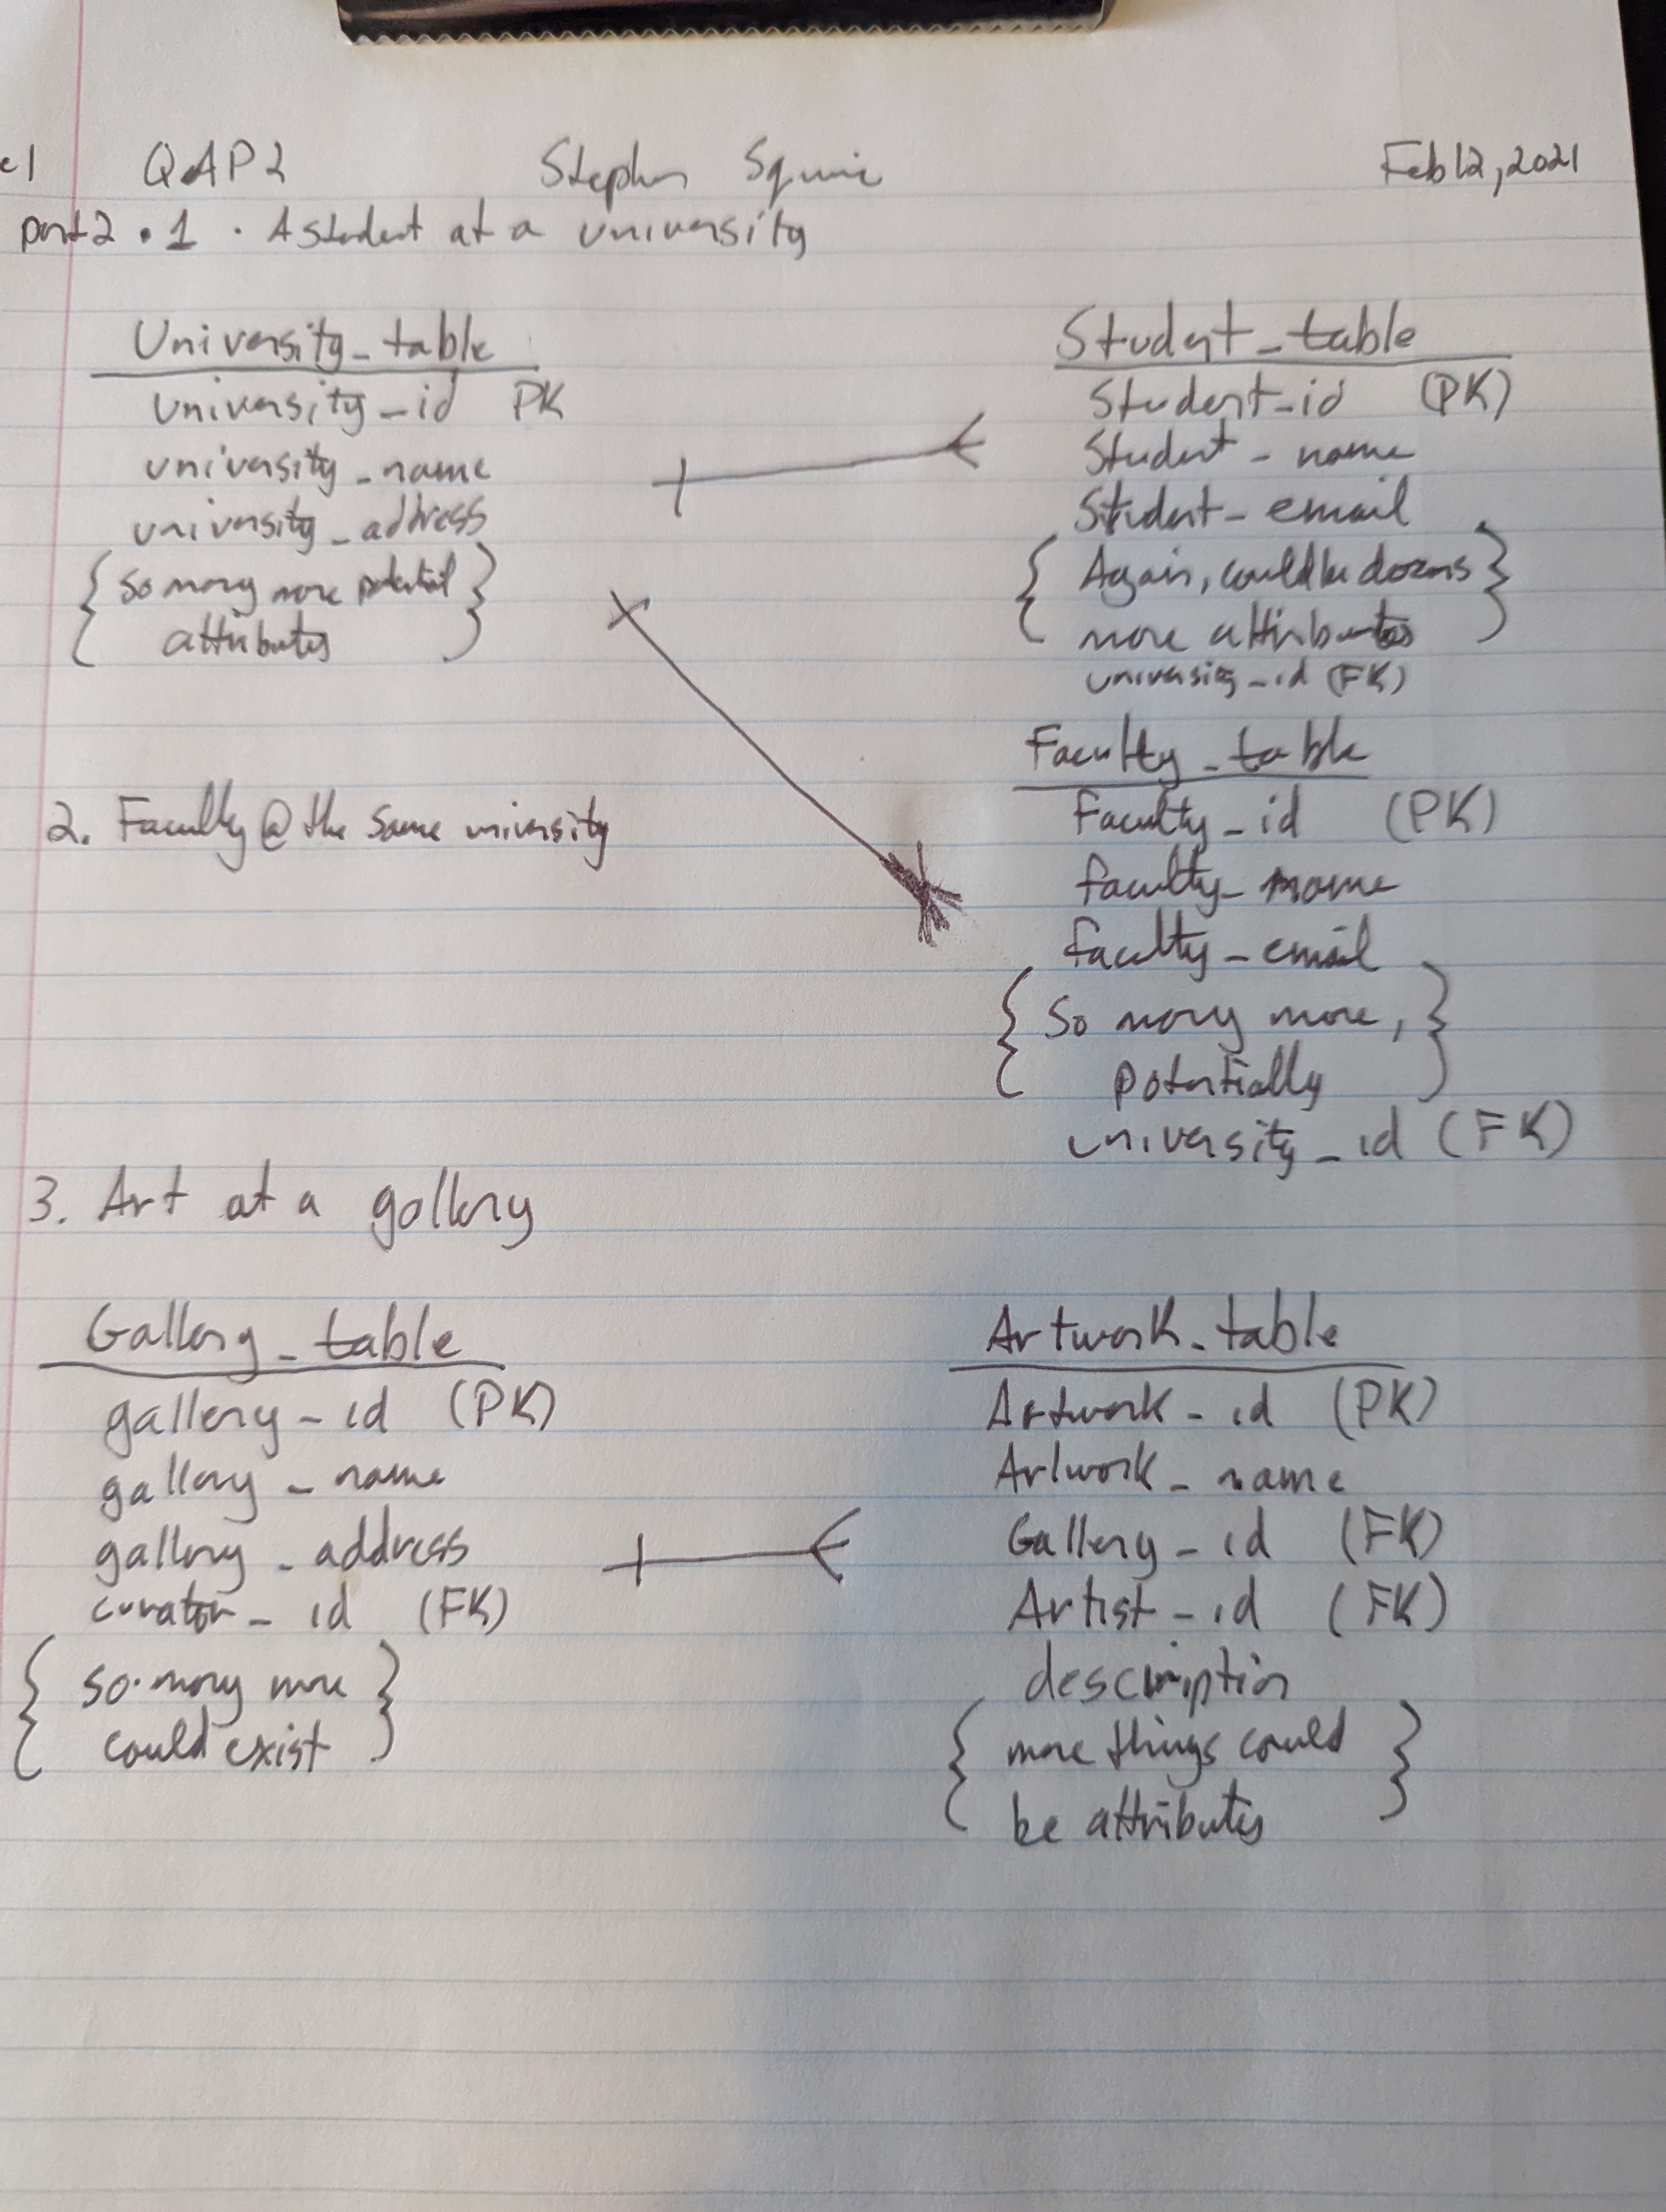 e1 QAP2 Stephen Squire Feb 12, 2021
part 2 • 1 . A student at a university
University_table
university_id PK
university_name
university_address
{ so many more potential
attributes }
Student_table
Student_id (PK)
Student_name
Student_email
{ Again, could be dozens
more attributes }
university_id (FK)
2. Faculty @ the same university
Faculty_table
Faculty_id (PK)
faculty_name
faculty_email
{ So many more,
potentially }
university_id (FK)
3. Art at a gallery
Gallery_table
gallery_id (PK)
gallery_name
gallery_address
curator_id (FK)
{ so many more
could exist }
Artwork_table
Artwork_id (PK)
Artwork_name
Gallery_id (FK)
Artist_id (FK)
description
{ more things could
be attributes }